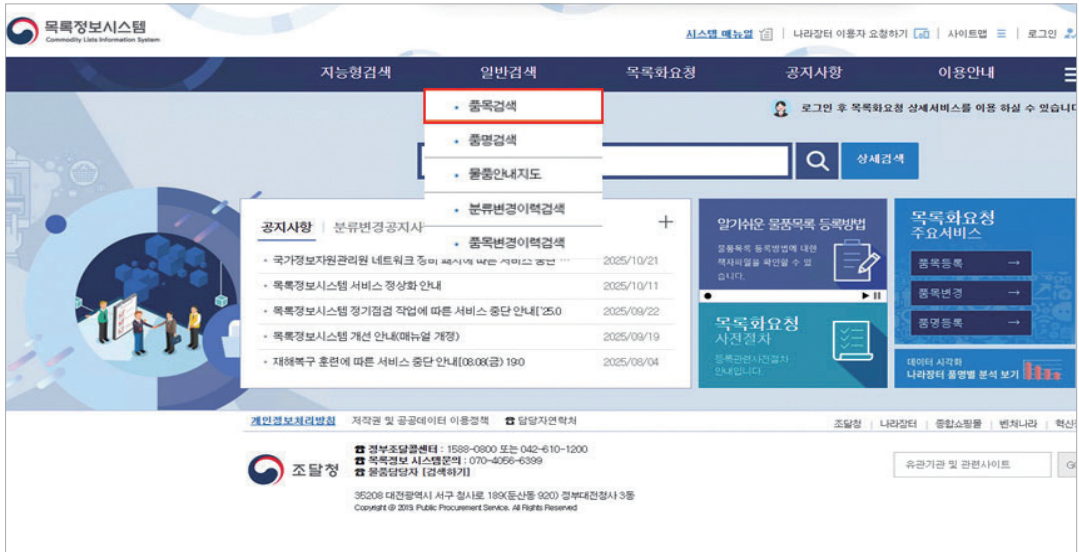 목록정보시스템
Commodity Lists Information System
시스템 매뉴얼 | 나라장터 이용자 요청하기 | 사이트맵 | 로그인
지능형검색 일반검색 목록화요청 공지사항 이용안내
품목검색
로그인 후 목록화요청 상세서비스를 이용 하실 수 있습니다
품명검색
상세검색
물품안내지도
분류변경이력검색
품목변경이력검색
공지사항 | 분류변경공지사
국가정보자원관리원 네트워크 장비 폐지에 따른 서비스 중단 … 2025/10/21
목록정보시스템 서비스 정상화 안내 2025/10/11
목록정보시스템 정기점검 작업에 따른 서비스 중단 안내['25.0 2025/09/22
목록정보시스템 개선 안내(매뉴얼 개정) 2025/09/19
재해복구 훈련에 따른 서비스 중단 안내[08.08(금) 19:0 2025/08/04
알기쉬운 물품목록 등록방법
물품목록 등록방법에 대한
책자파일을 확인할 수 있
습니다.
목록화요청
사전절차
등록관련사전절차
안내입니다.
목록화요청
주요서비스
품목등록 →
품목변경 →
품명등록 →
데이터 시각화
나라장터 품명별 분석 보기
개인정보처리방침 저작권 및 공공데이터 이용정책 ☎ 담당자연락처
조달청 | 나라장터 | 종합쇼핑몰 | 벤처나라 | 혁신
조달청
☎ 정부조달콜센터 : 1588-0800 또는 042-610-1200
☎ 목록정보 시스템문의 : 070-4056-6399
☎ 물품담당자 [검색하기]
유관기관 및 관련사이트
35208 대전광역시 서구 청사로 189(둔산동 920) 정부대전청사 3동
Copyright @ 2019. Public Procurement Service. All Rights Reserved